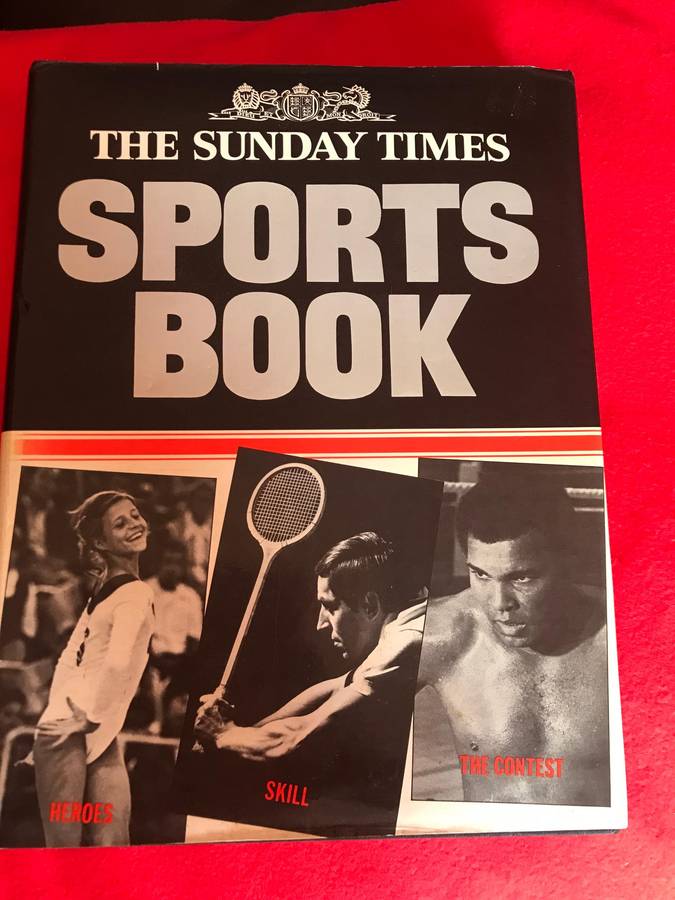 THE SUNDAY TIMES
SPORTS
BOOK
HEROES
SKILL
THE CONTEST